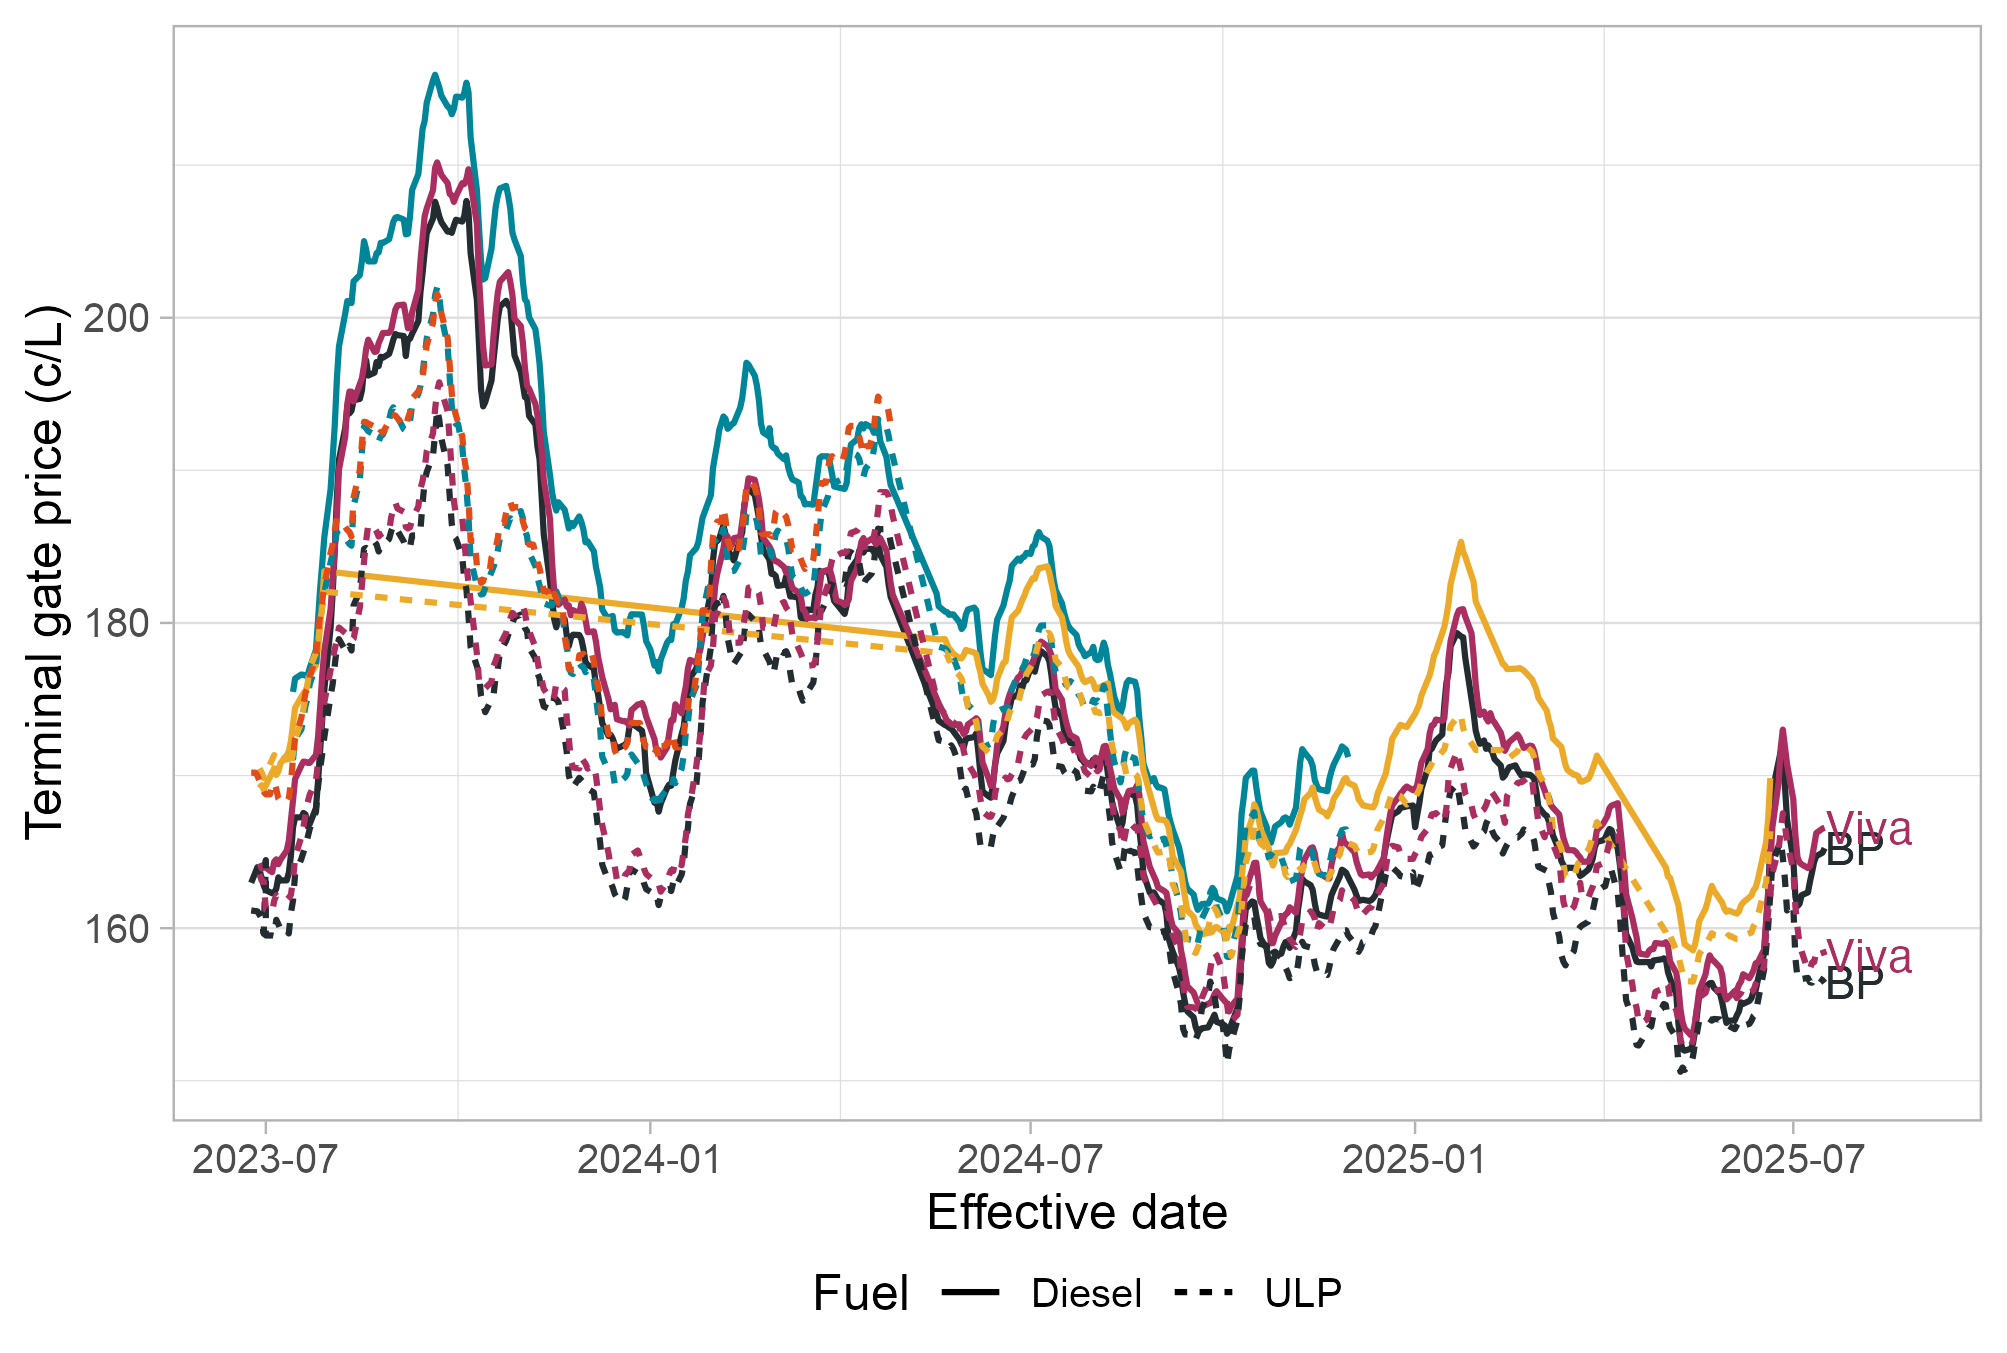 Terminal gate price (c/L)
200
180
160
Viva
BP
Viva
BP
2023-07
2024-01
2024-07
2025-01
2025-07
Effective date
Fuel
Diesel
ULP